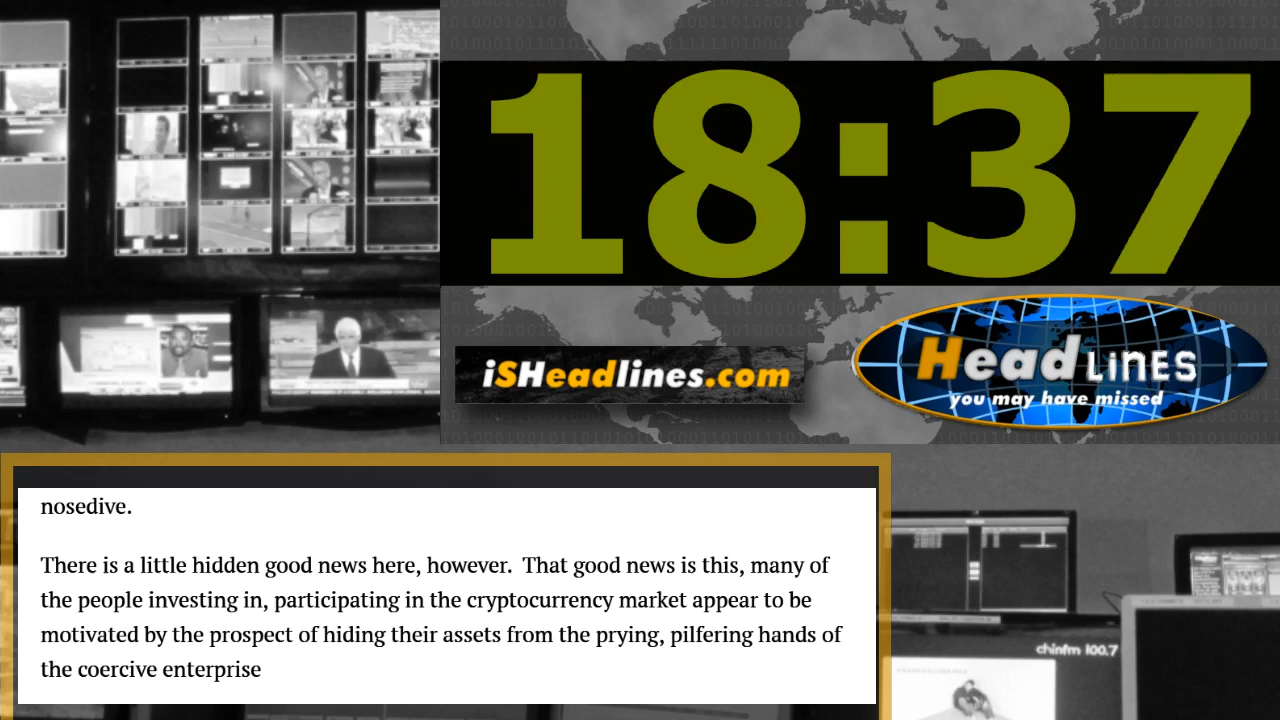 18:37
iSHeadlines.com
HeadLINES
you may have missed
nosedive.
There is a little hidden good news here, however. That good news is this, many of
the people investing in, participating in the cryptocurrency market appear to be
motivated by the prospect of hiding their assets from the prying, pilfering hands of
the coercive enterprise
chinfm 100.7